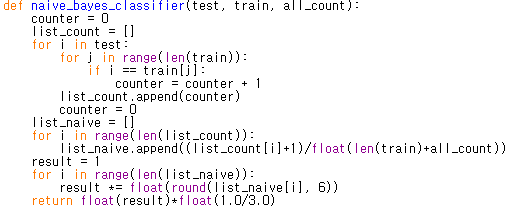 def naive_bayes_classifier(test, train, all_count):
    counter = 0
    list_count = []
    for i in test:
        for j in range(len(train)):
            if i == train[j]:
                counter = counter + 1
        list_count.append(counter)
        counter = 0
    list_naive = []
    for i in range(len(list_count)):
        list_naive.append((list_count[i]+1)/float(len(train)+all_count))
    result = 1
    for i in range(len(list_naive)):
        result *= float(round(list_naive[i], 6))
    return float(result)*float(1.0/3.0)